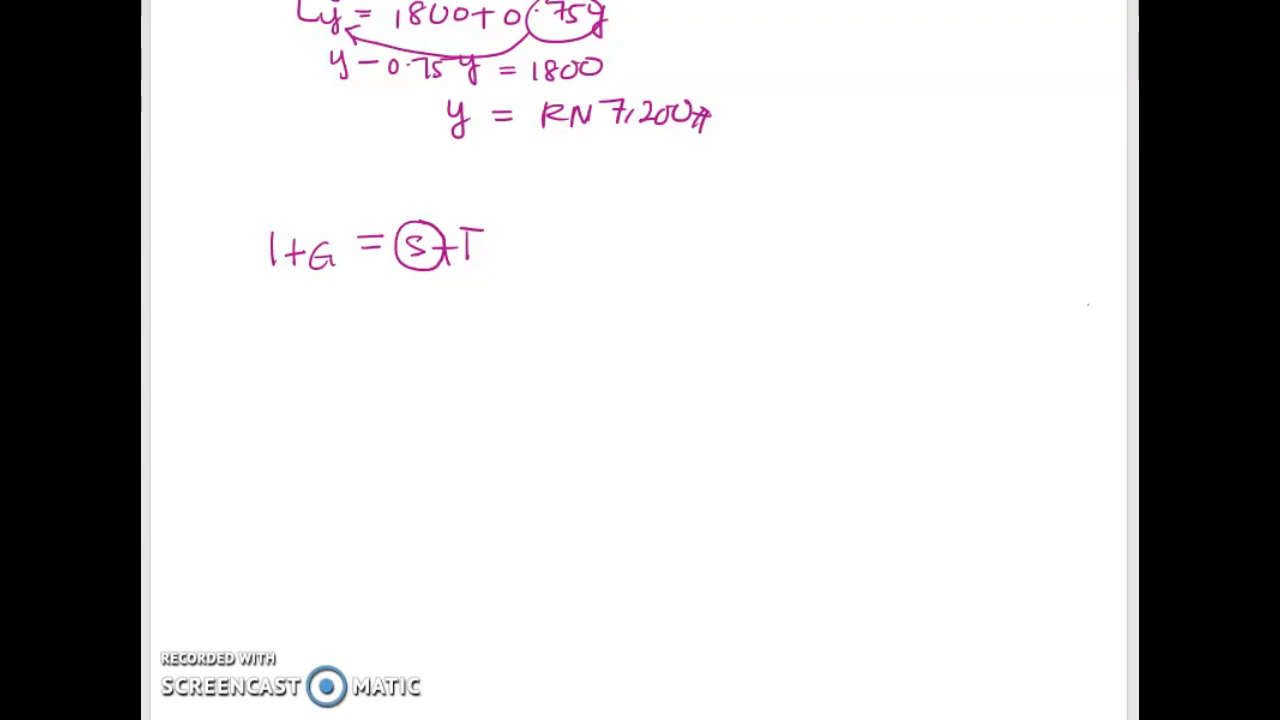 y = 1800 + 0.75y
y - 0.75y = 1800
y = RM 7,200
I+G = S+T
RECORDED WITH
SCREENCAST MATIC